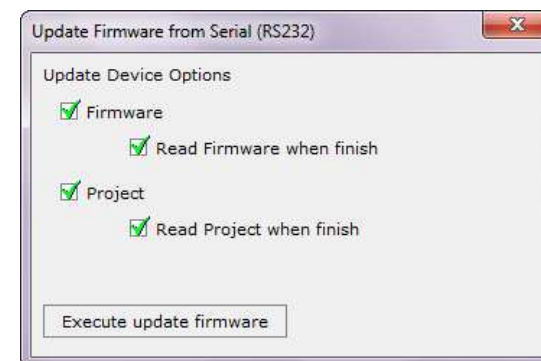 Update Firmware from Serial (RS232)
Update Device Options
Firmware
Read Firmware when finish
Project
Read Project when finish
Execute update firmware